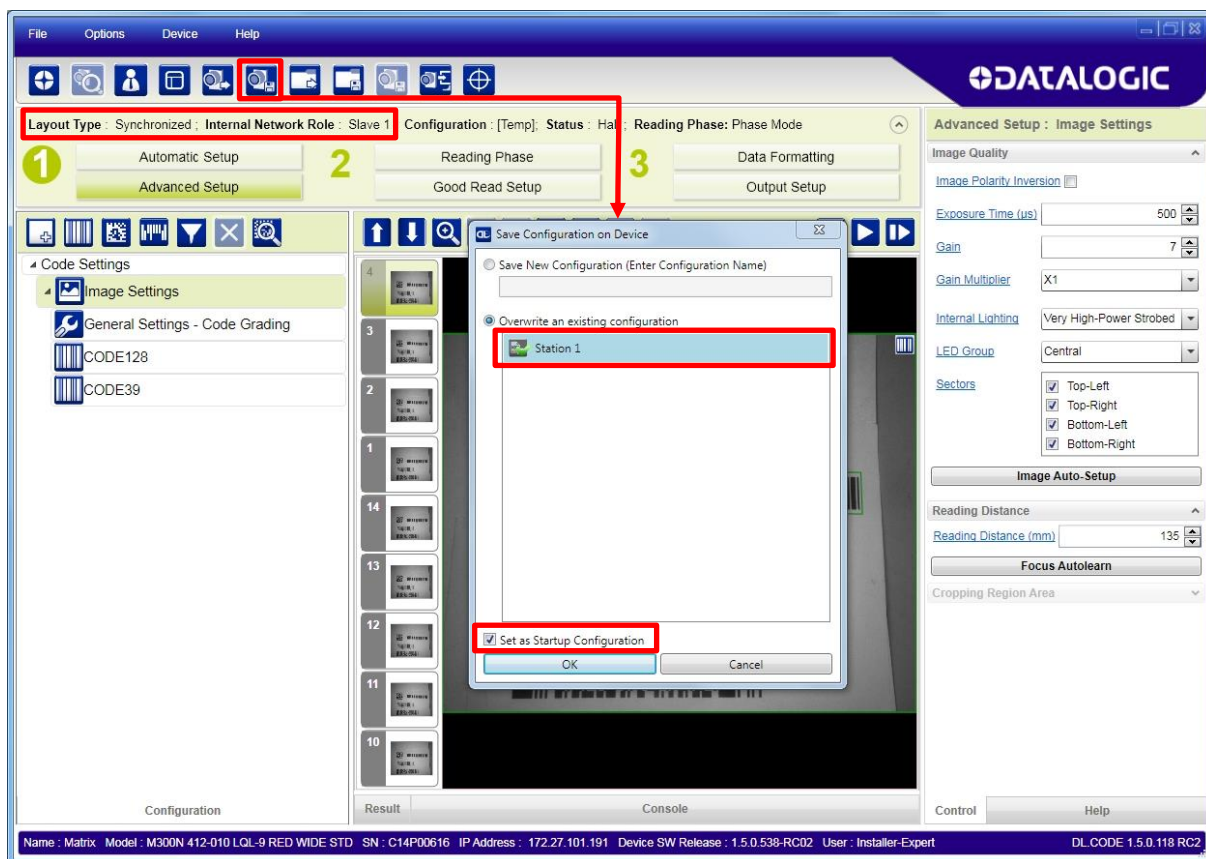 File Options Device Help
DATALOGIC
Layout Type : Synchronized ; Internal Network Role : Slave 1 Configuration : [Temp]; Status : Halt ; Reading Phase: Phase Mode
1
Automatic Setup
Advanced Setup
2
Reading Phase
Good Read Setup
3
Data Formatting
Output Setup
Code Settings
Image Settings
General Settings - Code Grading
CODE128
CODE39
Configuration
4
3
2
1
14
13
12
11
10
Result
Console
Save Configuration on Device
Save New Configuration (Enter Configuration Name)
Overwrite an existing configuration
Station 1
Set as Startup Configuration
OK Cancel
Advanced Setup : Image Settings
Image Quality
Image Polarity Inversion
Exposure Time (µs) 500
Gain 7
Gain Multiplier X1
Internal Lighting Very High-Power Strobed
LED Group Central
Sectors Top-Left
Top-Right
Bottom-Left
Bottom-Right
Image Auto-Setup
Reading Distance
Reading Distance (mm) 135
Focus Autolearn
Cropping Region Area
Control Help
Name : Matrix Model : M300N 412-010 LQL-9 RED WIDE STD SN : C14P00616 IP Address : 172.27.101.191 Device SW Release : 1.5.0.538-RC02 User : Installer-Expert DL.CODE 1.5.0.118 RC2